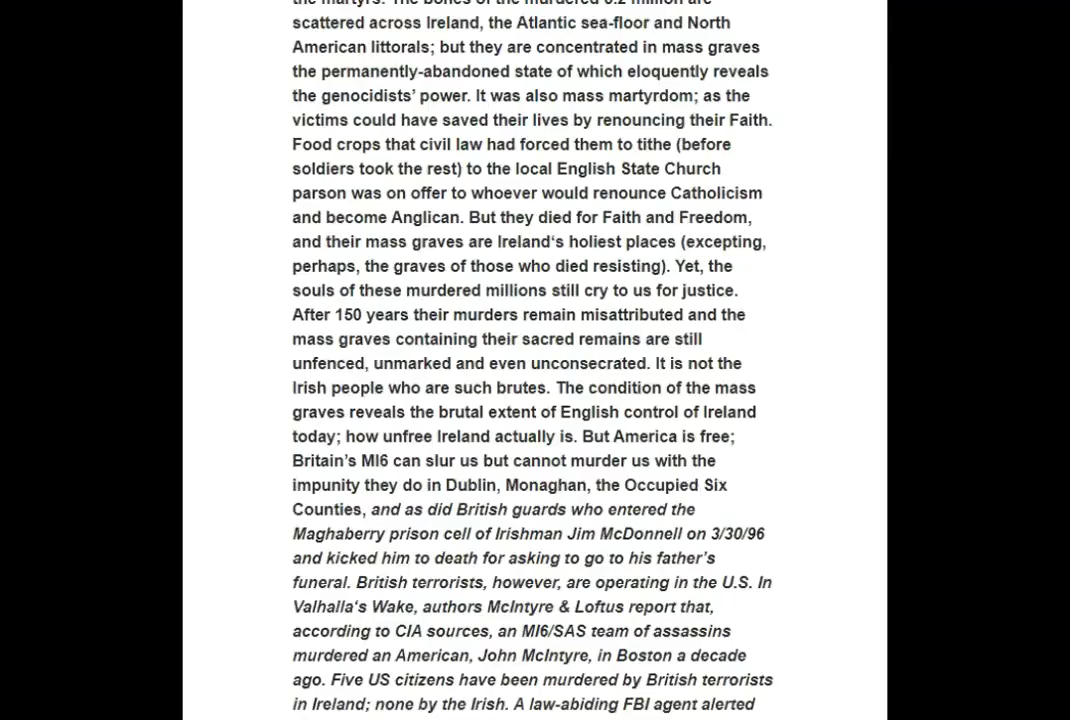 the martyrs. The bones of the murdered 6.2 million are
scattered across Ireland, the Atlantic sea-floor and North
American littorals; but they are concentrated in mass graves
the permanently-abandoned state of which eloquently reveals
the genocidists’ power. It was also mass martyrdom; as the
victims could have saved their lives by renouncing their Faith.
Food crops that civil law had forced them to tithe (before
soldiers took the rest) to the local English State Church
parson was on offer to whoever would renounce Catholicism
and become Anglican. But they died for Faith and Freedom,
and their mass graves are Ireland‘s holiest places (excepting,
perhaps, the graves of those who died resisting). Yet, the
souls of these murdered millions still cry to us for justice.
After 150 years their murders remain misattributed and the
mass graves containing their sacred remains are still
unfenced, unmarked and even unconsecrated. It is not the
Irish people who are such brutes. The condition of the mass
graves reveals the brutal extent of English control of Ireland
today; how unfree Ireland actually is. But America is free;
Britain’s MI6 can slur us but cannot murder us with the
impunity they do in Dublin, Monaghan, the Occupied Six
Counties, and as did British guards who entered the
Maghaberry prison cell of Irishman Jim McDonnell on 3/30/96
and kicked him to death for asking to go to his father’s
funeral. British terrorists, however, are operating in the U.S. In
Valhalla‘s Wake, authors McIntyre & Loftus report that,
according to CIA sources, an MI6/SAS team of assassins
murdered an American, John McIntyre, in Boston a decade
ago. Five US citizens have been murdered by British terrorists
in Ireland; none by the Irish. A law-abiding FBI agent alerted